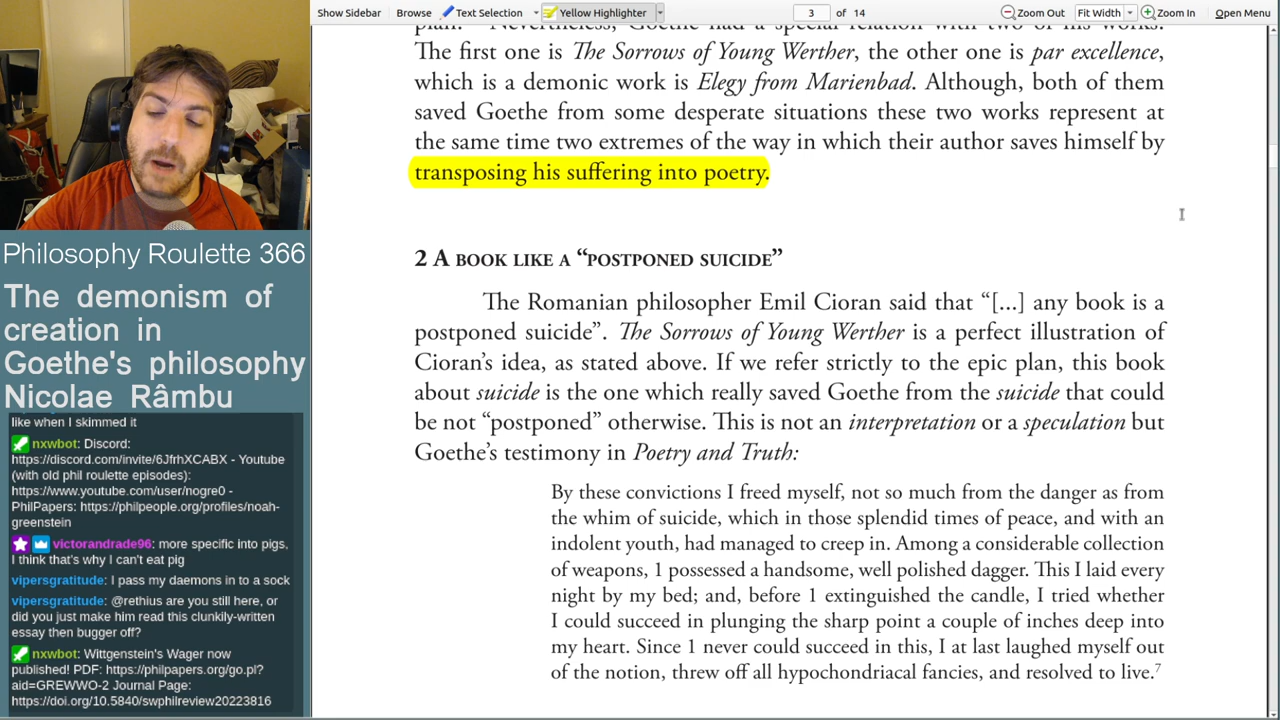 Show Sidebar Browse Text Selection Yellow Highlighter 3 of 14 Zoom Out Fit Width Zoom In Open Menu
plan. Nevertheless, Goethe had a special relation with two of his works.
The first one is The Sorrows of Young Werther, the other one is par excellence,
which is a demonic work is Elegy from Marienbad. Although, both of them
saved Goethe from some desperate situations these two works represent at
the same time two extremes of the way in which their author saves himself by
transposing his suffering into poetry.
2 A BOOK LIKE A “POSTPONED SUICIDE”
The Romanian philosopher Emil Cioran said that “[...] any book is a
postponed suicide”. The Sorrows of Young Werther is a perfect illustration of
Cioran’s idea, as stated above. If we refer strictly to the epic plan, this book
about suicide is the one which really saved Goethe from the suicide that could
be not “postponed” otherwise. This is not an interpretation or a speculation but
Goethe’s testimony in Poetry and Truth:
By these convictions I freed myself, not so much from the danger as from
the whim of suicide, which in those splendid times of peace, and with an
indolent youth, had managed to creep in. Among a considerable collection
of weapons, 1 possessed a handsome, well polished dagger. This I laid every
night by my bed; and, before 1 extinguished the candle, I tried whether
I could succeed in plunging the sharp point a couple of inches deep into
my heart. Since 1 never could succeed in this, I at last laughed myself out
of the notion, threw off all hypochondriacal fancies, and resolved to live.7
Philosophy Roulette 366
The demonism of
creation in
Goethe's philosophy
Nicolae Râmbu
like when I skimmed it
nxwbot: Discord:
https://discord.com/invite/6JfrhXCABX - Youtube
(with old phil roulette episodes):
https://www.youtube.com/user/nogre0 -
PhilPapers: https://philpeople.org/profiles/noah-
greenstein
victorandrade96: more specific into pigs,
I think that's why I can't eat pig
vipersgratitude: I pass my daemons in to a sock
vipersgratitude: @rethius are you still here, or
did you just make him read this clunkily-written
essay then bugger off?
nxwbot: Wittgenstein's Wager now
published! PDF: https://philpapers.org/go.pl?
aid=GREWWO-2 Journal Page:
https://doi.org/10.5840/swphilreview20223816